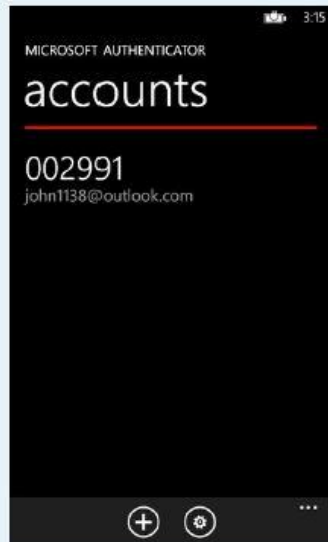 3:15
MICROSOFT AUTHENTICATOR
accounts
002991
john1138@outlook.com
...